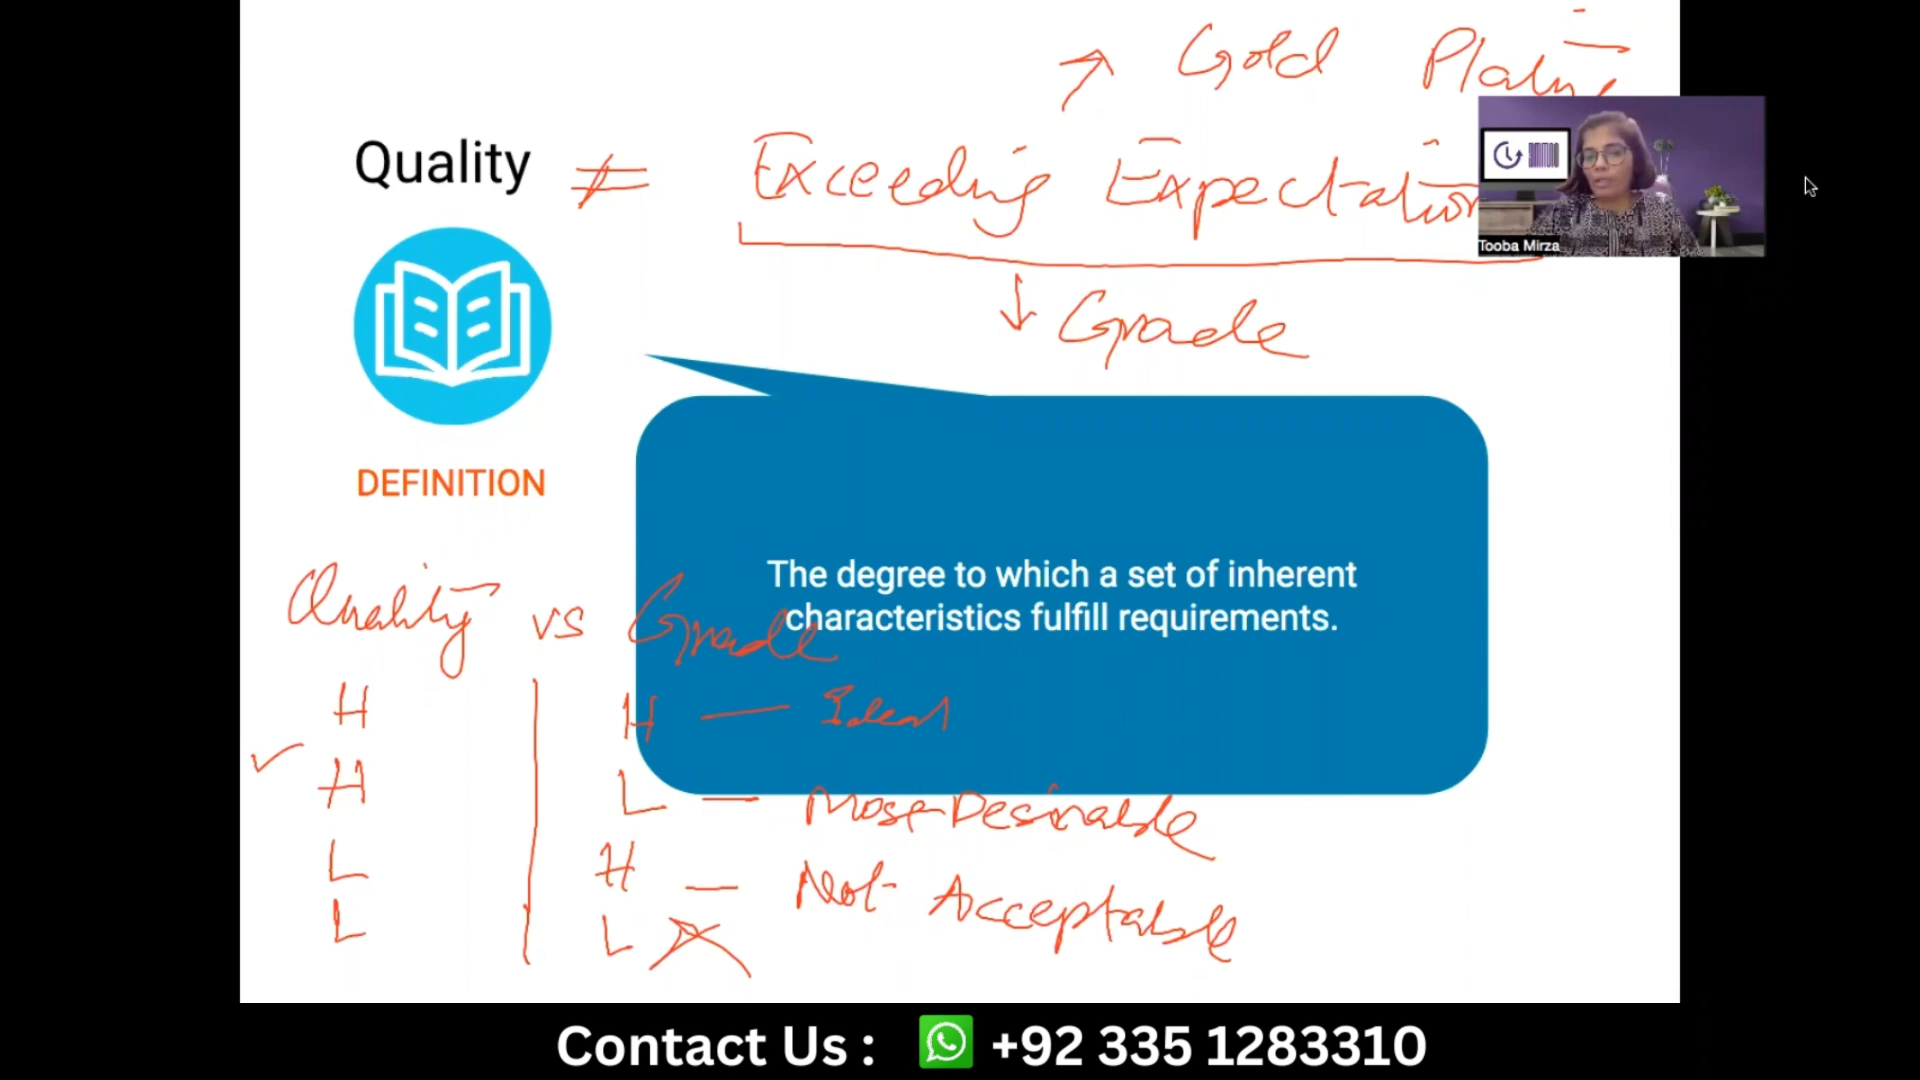 Gold Plating
Quality ≠ Exceeding Expectation
Tooba Mirza
↓ Grade
DEFINITION
The degree to which a set of inherent
characteristics fulfill requirements.
Quality vs Grade
H H — Ideal
✓ H L — Most Desirable
L H — Not Acceptable
L L X
Contact Us : +92 335 1283310